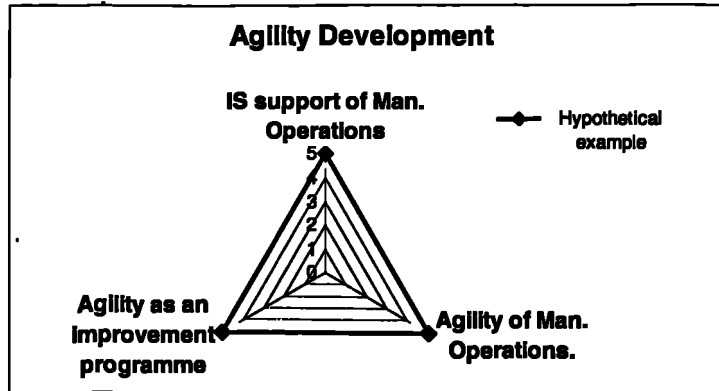 Agility Development
IS support of Man.
Operations
Hypothetical
example
5
4
3
2
1
0
Agility as an
improvement
programme
Agility of Man.
Operations.